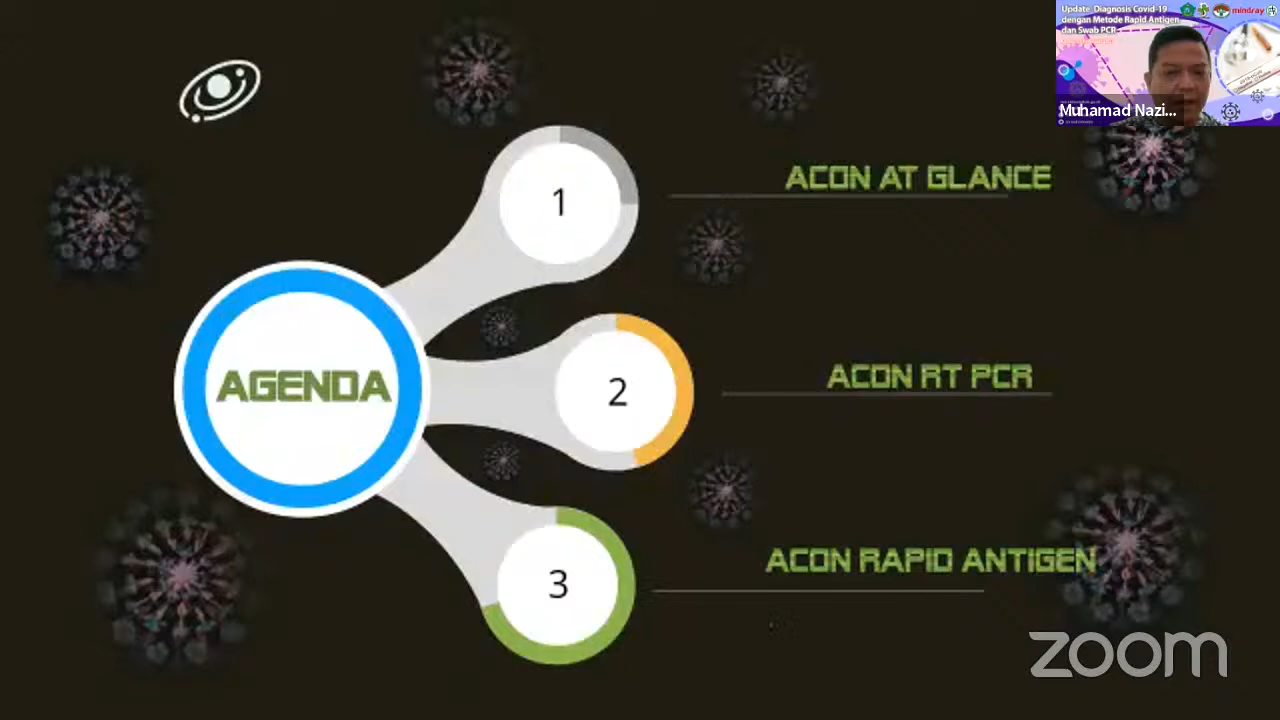 Update Diagnosis Covid-19
dengan Metode Rapid Antigen
dan Swab PCR
mindray
Muhamad Nazi...
1
ACON AT GLANCE
AGENDA
2
ACON RT PCR
3
ACON RAPID ANTIGEN
zoom